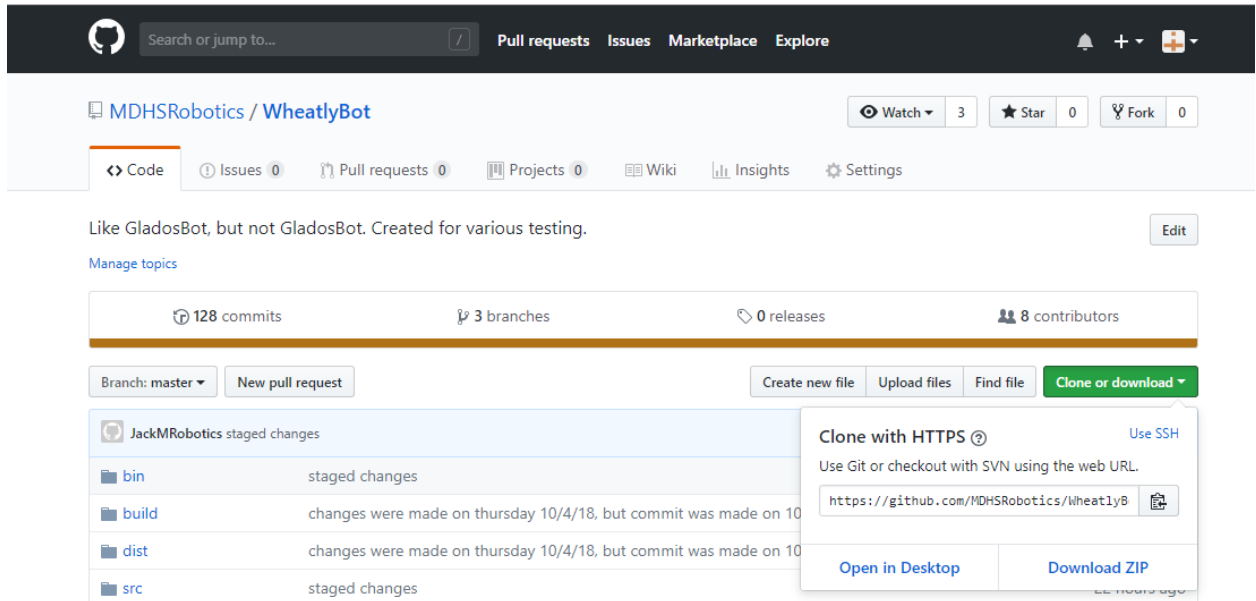 Search or jump to... / Pull requests Issues Marketplace Explore
MDHSRobotics / WheatlyBot Watch 3 Star 0 Fork 0
<> Code Issues 0 Pull requests 0 Projects 0 Wiki Insights Settings
Like GladosBot, but not GladosBot. Created for various testing. Edit
Manage topics
128 commits 3 branches 0 releases 8 contributors
Branch: master New pull request Create new file Upload files Find file Clone or download
JackMRobotics staged changes
Clone with HTTPS ? Use SSH
Use Git or checkout with SVN using the web URL.
https://github.com/MDHSRobotics/WheatlyB
Open in Desktop Download ZIP
bin staged changes
build changes were made on thursday 10/4/18, but commit was made on 10
dist changes were made on thursday 10/4/18, but commit was made on 10
src staged changes 22 hours ago